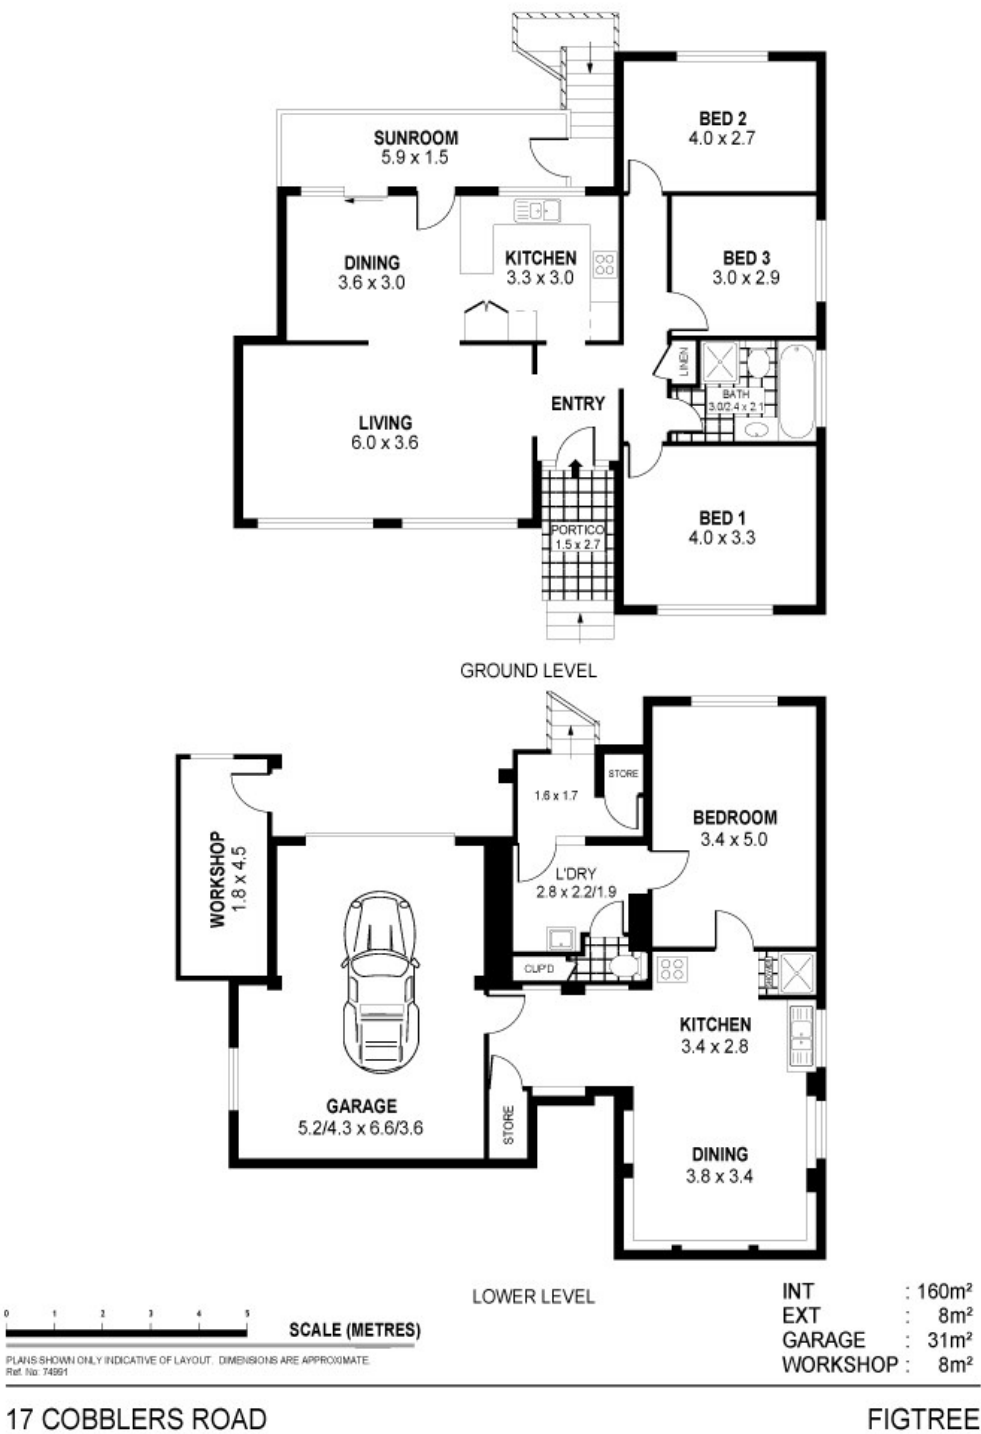 BED 2
4.0 x 2.7
SUNROOM
5.9 x 1.5
DINING
3.6 x 3.0
KITCHEN
3.3 x 3.0
BED 3
3.0 x 2.9
LINEN
BATH
3.0/2.4 x 2.1
LIVING
6.0 x 3.6
ENTRY
PORTICO
1.5 x 2.7
BED 1
4.0 x 3.3
GROUND LEVEL
STORE
1.6 x 1.7
BEDROOM
3.4 x 5.0
WORKSHOP
1.8 x 4.5
L'DRY
2.8 x 2.2/1.9
CUP'D
SHOWER
KITCHEN
3.4 x 2.8
GARAGE
5.2/4.3 x 6.6/3.6
STORE
DINING
3.8 x 3.4
LOWER LEVEL
INT : 160m²
EXT : 8m²
GARAGE : 31m²
WORKSHOP : 8m²
0 1 2 3 4 5
SCALE (METRES)
PLANS SHOWN ONLY INDICATIVE OF LAYOUT. DIMENSIONS ARE APPROXIMATE.
Ref. No: 74991
17 COBBLERS ROAD
FIGTREE